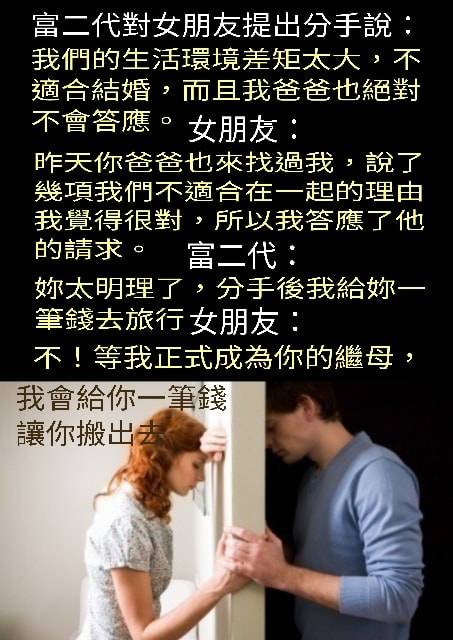 富二代對女朋友提出分手說：
我們的生活環境差矩太大，不
適合結婚，而且我爸爸也絕對
不會答應。女朋友：
昨天你爸爸也來找過我，說了
幾項我們不適合在一起的理由
我覺得很對，所以我答應了他
的請求。富二代：
妳太明理了，分手後我給妳一
筆錢去旅行女朋友：
不！等我正式成為你的繼母，
我會給你一筆錢
讓你搬出去